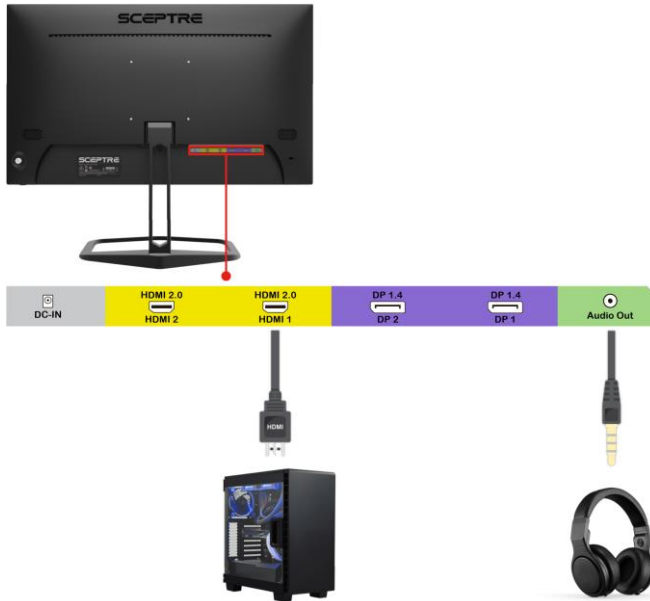 SCEPTRE
SCEPTRE
DC-IN
HDMI 2.0
HDMI 2
HDMI 2.0
HDMI 1
DP 1.4
DP 2
DP 1.4
DP 1
Audio Out
HDMI